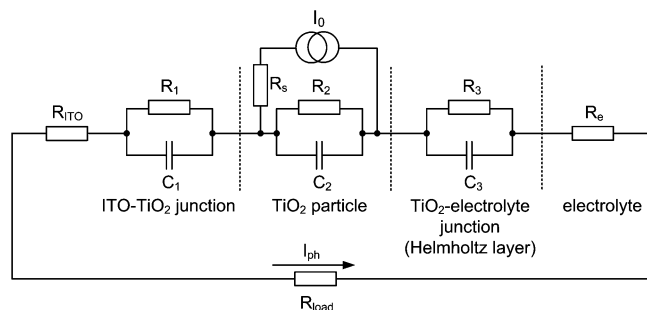 I₀
Rₛ
R_ITO
R₁
R₂
R₃
Rₑ
C₁
C₂
C₃
ITO-TiO₂ junction
TiO₂ particle
TiO₂-electrolyte
junction
(Helmholtz layer)
electrolyte
I_ph
R_load